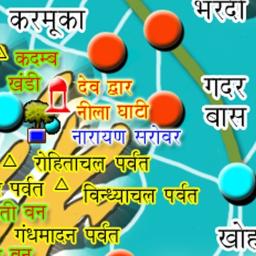 करमूका
भरदा
कदम्ब
खंडी
देव द्वार
नीला घाटी
गदर
बास
नारायण सरोवर
रोहिताचल पर्वत
पर्वत
विन्ध्याचल पर्वत
वन
गंधमादन पर्वत
वन